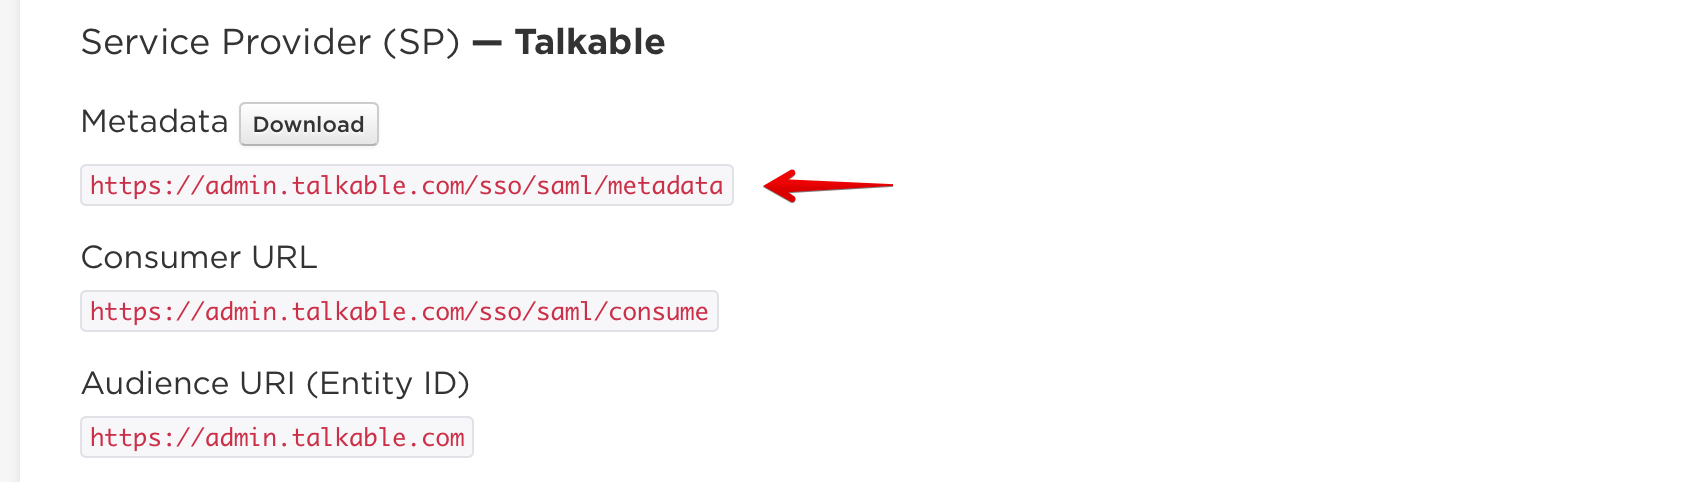 Service Provider (SP) — Talkable
Metadata Download
https://admin.talkable.com/sso/saml/metadata
Consumer URL
https://admin.talkable.com/sso/saml/consume
Audience URI (Entity ID)
https://admin.talkable.com